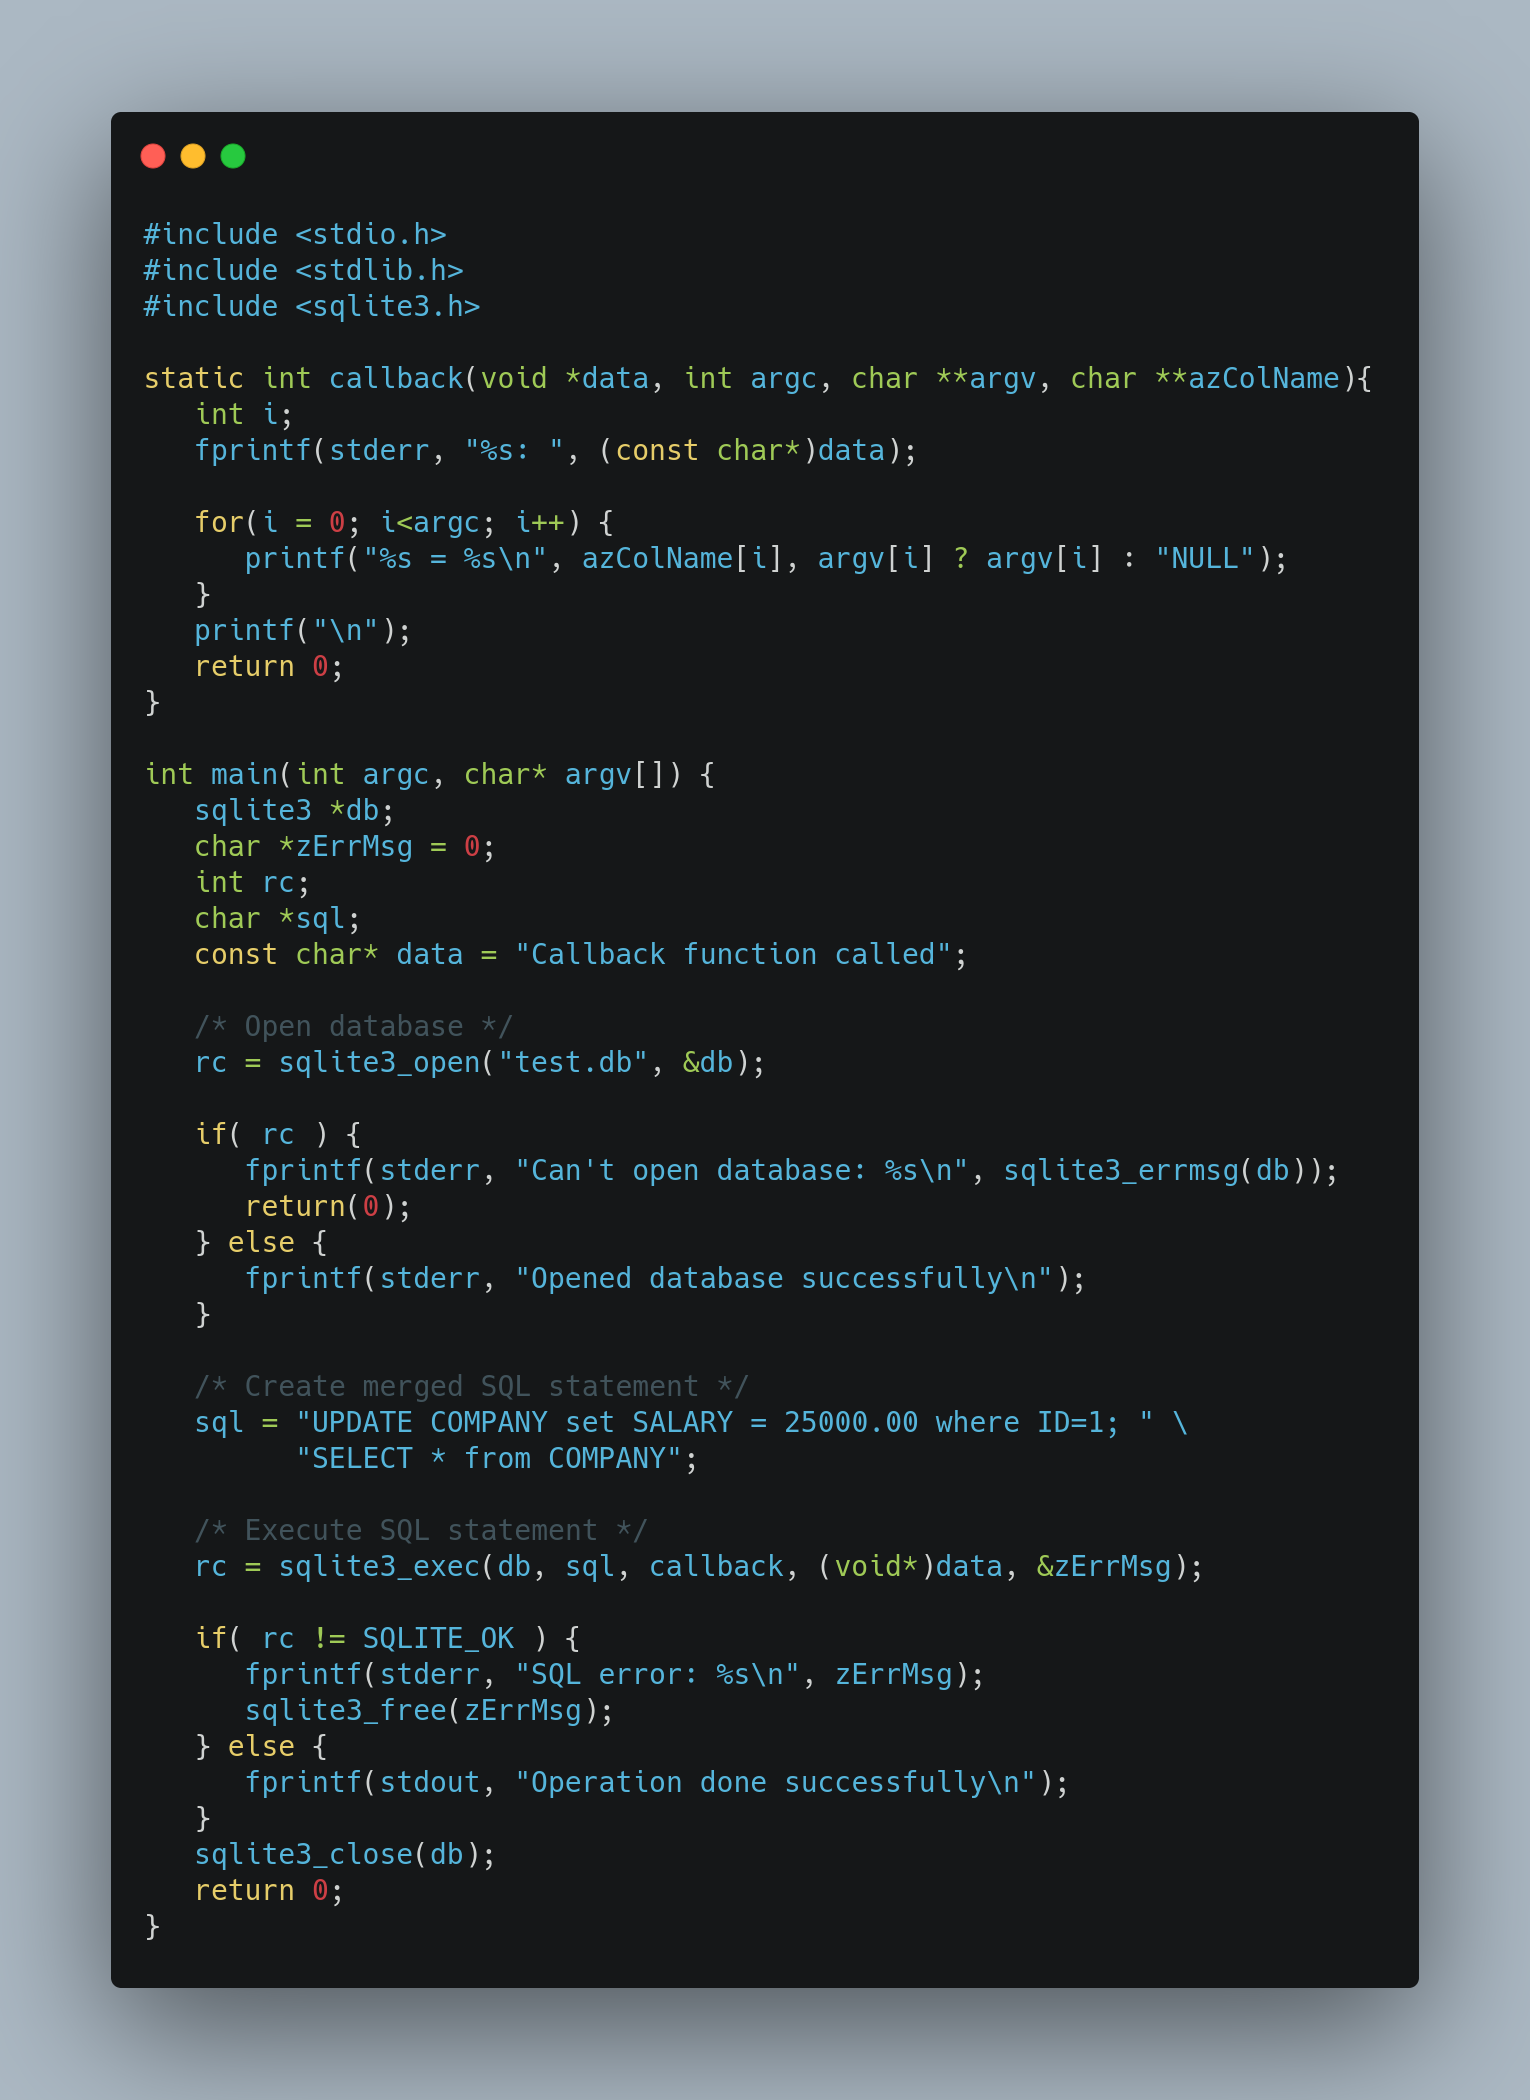 #include <stdio.h>
#include <stdlib.h>
#include <sqlite3.h>

static int callback(void *data, int argc, char **argv, char **azColName){
   int i;
   fprintf(stderr, "%s: ", (const char*)data);

   for(i = 0; i<argc; i++) {
      printf("%s = %s\n", azColName[i], argv[i] ? argv[i] : "NULL");
   }
   printf("\n");
   return 0;
}

int main(int argc, char* argv[]) {
   sqlite3 *db;
   char *zErrMsg = 0;
   int rc;
   char *sql;
   const char* data = "Callback function called";

   /* Open database */
   rc = sqlite3_open("test.db", &db);

   if( rc ) {
      fprintf(stderr, "Can't open database: %s\n", sqlite3_errmsg(db));
      return(0);
   } else {
      fprintf(stderr, "Opened database successfully\n");
   }

   /* Create merged SQL statement */
   sql = "UPDATE COMPANY set SALARY = 25000.00 where ID=1; " \
         "SELECT * from COMPANY";

   /* Execute SQL statement */
   rc = sqlite3_exec(db, sql, callback, (void*)data, &zErrMsg);

   if( rc != SQLITE_OK ) {
      fprintf(stderr, "SQL error: %s\n", zErrMsg);
      sqlite3_free(zErrMsg);
   } else {
      fprintf(stdout, "Operation done successfully\n");
   }
   sqlite3_close(db);
   return 0;
}